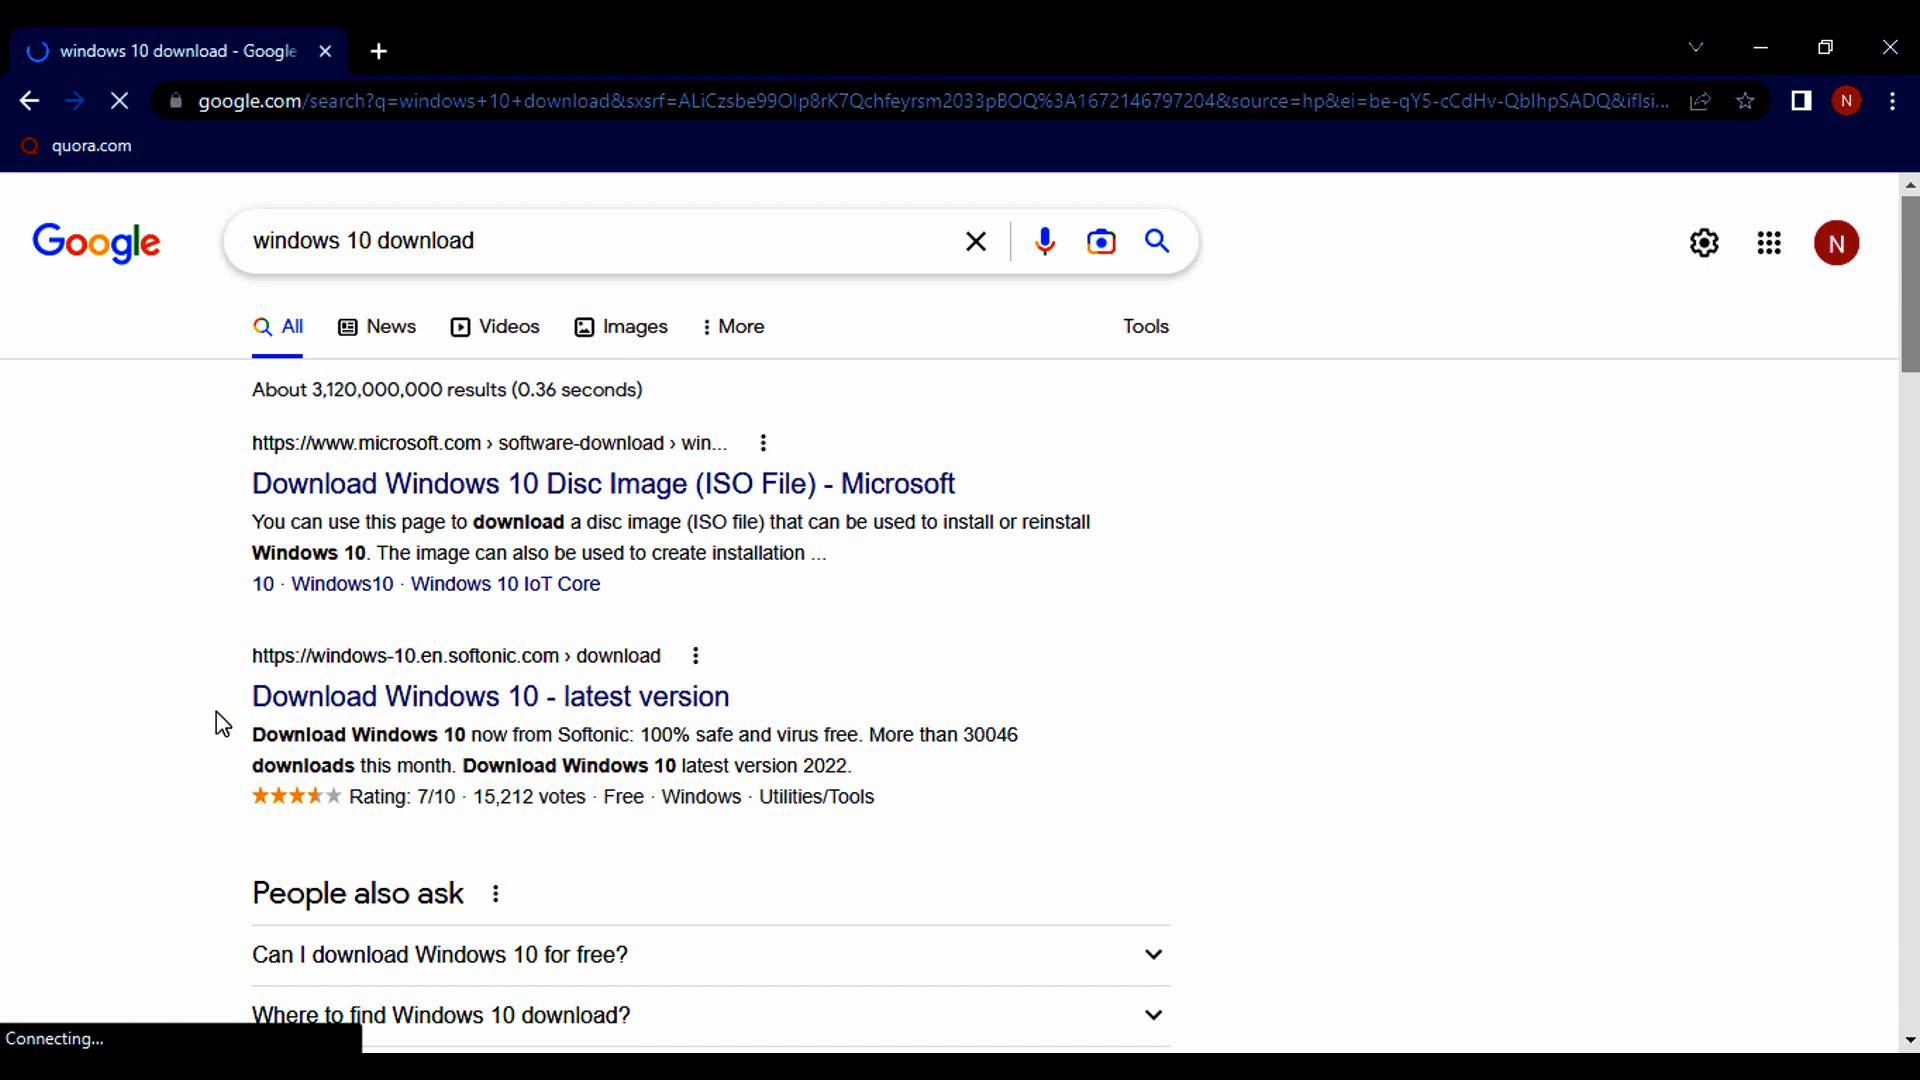 windows 10 download - Google
google.com/search?q=windows+10+download&sxsrf=ALiCzsbe99OIp8rK7Qchfeyrsm2033pBOQ%3A1672146797204&source=hp&ei=be-qY5-cCdHv-QbIhpSADQ&iflsi...
N
quora.com
Google
windows 10 download
N
All
News
Videos
Images
More
Tools
About 3,120,000,000 results (0.36 seconds)
https://www.microsoft.com › software-download › win...
Download Windows 10 Disc Image (ISO File) - Microsoft
You can use this page to download a disc image (ISO file) that can be used to install or reinstall
Windows 10. The image can also be used to create installation ...
10 · Windows10 · Windows 10 IoT Core
https://windows-10.en.softonic.com › download
Download Windows 10 - latest version
Download Windows 10 now from Softonic: 100% safe and virus free. More than 30046
downloads this month. Download Windows 10 latest version 2022.
Rating: 7/10 · 15,212 votes · Free · Windows · Utilities/Tools
People also ask
Can I download Windows 10 for free?
Where to find Windows 10 download?
Connecting...